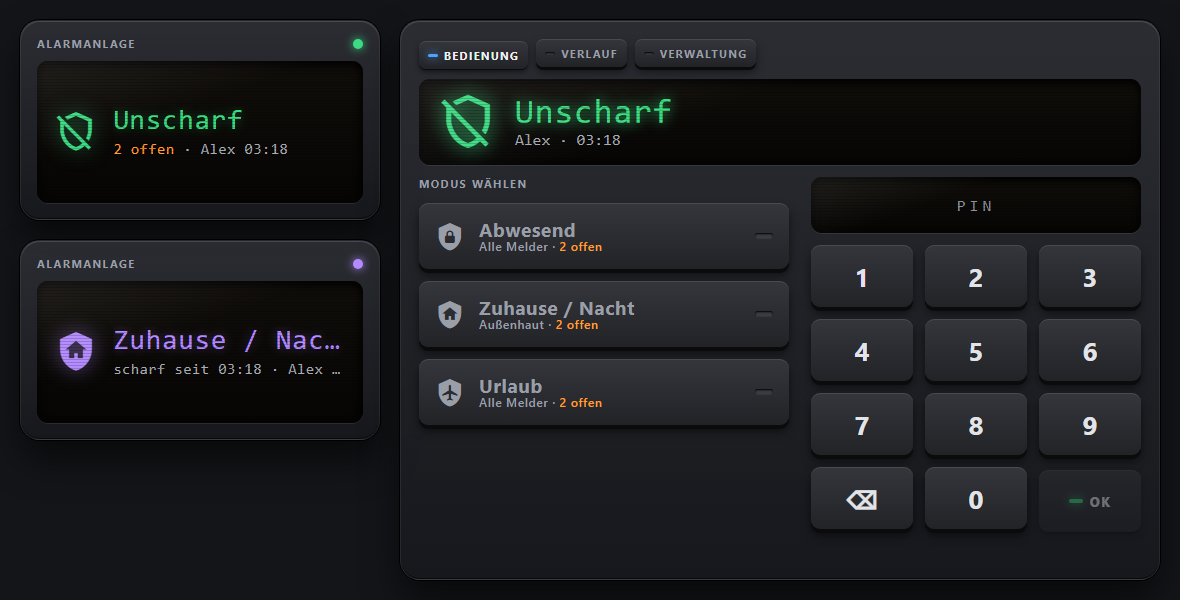 ALARMANLAGE
Unscharf
2 offen · Alex 03:18
ALARMANLAGE
Zuhause / Nac…
scharf seit 03:18 · Alex …
BEDIENUNG
VERLAUF
VERWALTUNG
Unscharf
Alex · 03:18
MODUS WÄHLEN
Abwesend
Alle Melder · 2 offen
Zuhause / Nacht
Außenhaut · 2 offen
Urlaub
Alle Melder · 2 offen
PIN
1 2 3
4 5 6
7 8 9
⌫ 0 OK